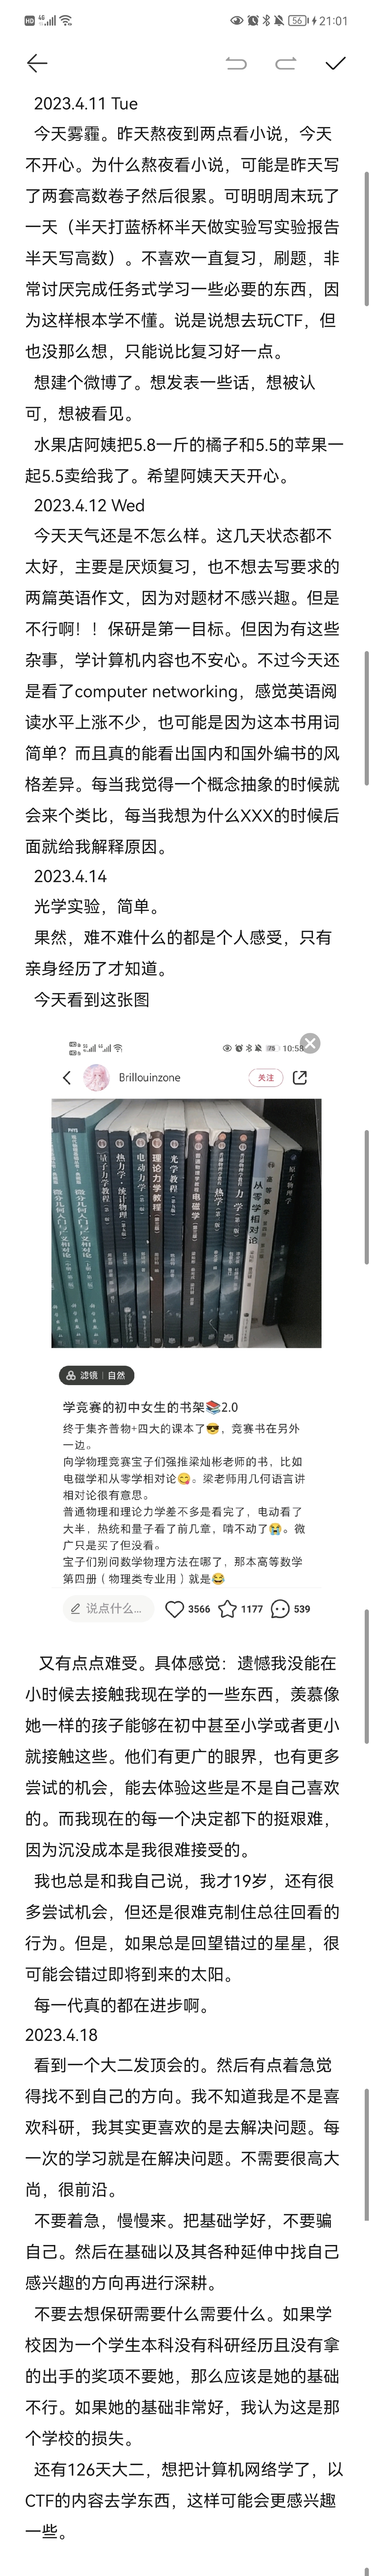 HD 4G 56 21:01
2023.4.11 Tue
今天雾霾。昨天熬夜到两点看小说，今天
不开心。为什么熬夜看小说，可能是昨天写
了两套高数卷子然后很累。可明明周末玩了
一天（半天打蓝桥杯半天做实验写实验报告
半天写高数）。不喜欢一直复习，刷题，非
常讨厌完成任务式学习一些必要的东西，因
为这样根本学不懂。说是说想去玩CTF，但
也没那么想，只能说比复习好一点。
想建个微博了。想发表一些话，想被认
可，想被看见。
水果店阿姨把5.8一斤的橘子和5.5的苹果一
起5.5卖给我了。希望阿姨天天开心。
2023.4.12 Wed
今天天气还是不怎么样。这几天状态都不
太好，主要是厌烦复习，也不想去写要求的
两篇英语作文，因为对题材不感兴趣。但是
不行啊！！保研是第一目标。但因为有这些
杂事，学计算机内容也不安心。不过今天还
是看了computer networking，感觉英语阅
读水平上涨不少，也可能是因为这本书用词
简单？而且真的能看出国内和国外编书的风
格差异。每当我觉得一个概念抽象的时候就
会来个类比，每当我想为什么XXX的时候后
面就给我解释原因。
2023.4.14
光学实验，简单。
果然，难不难什么的都是个人感受，只有
亲身经历了才知道。
今天看到这张图
10:58
Brillouinzone
关注
微分几何入门与广义相对论
微分几何入门与广义相对论
量子力学教程
热力学·统计物理
电动力学
理论力学教程
光学教程
电磁学
热学
力学
从零学相对论
高等数学
原子物理学
滤镜｜自然
学竞赛的初中女生的书架📚2.0
终于集齐普物+四大的课本了😎，竞赛书在另外
一边。
向学物理竞赛宝子们强推梁灿彬老师的书，比如
电磁学和从零学相对论😋。梁老师用几何语言讲
相对论很有意思。
普通物理和理论力学差不多是看完了，电动看了
大半，热统和量子看了前几章，啃不动了😭。微
广只是买了但没看。
宝子们别问数学物理方法在哪了，那本高等数学
第四册（物理类专业用）就是😂
说点什么... 3566 1177 539
又有点点难受。具体感觉：遗憾我没能在
小时候去接触我现在学的一些东西，羡慕像
她一样的孩子能够在初中甚至小学或者更小
就接触这些。他们有更广的眼界，也有更多
尝试的机会，能去体验这些是不是自己喜欢
的。而我现在的每一个决定都下的挺艰难，
因为沉没成本是我很难接受的。
我也总是和我自己说，我才19岁，还有很
多尝试机会，但还是很难克制住总往回看的
行为。但是，如果总是回望错过的星星，很
可能会错过即将到来的太阳。
每一代真的都在进步啊。
2023.4.18
看到一个大二发顶会的。然后有点着急觉
得找不到自己的方向。我不知道我是不是喜
欢科研，我其实更喜欢的是去解决问题。每
一次的学习就是在解决问题。不需要很高大
尚，很前沿。
不要着急，慢慢来。把基础学好，不要骗
自己。然后在基础以及其各种延伸中找自己
感兴趣的方向再进行深耕。
不要去想保研需要什么需要什么。如果学
校因为一个学生本科没有科研经历且没有拿
的出手的奖项不要她，那么应该是她的基础
不行。如果她的基础非常好，我认为这是那
个学校的损失。
还有126天大二，想把计算机网络学了，以
CTF的内容去学东西，这样可能会更感兴趣
一些。